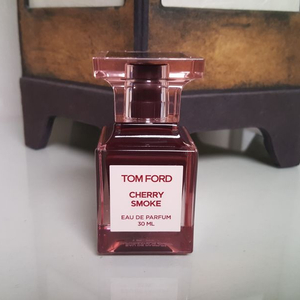 TOM FORD
CHERRY
SMOKE
EAU DE PARFUM
30 ML